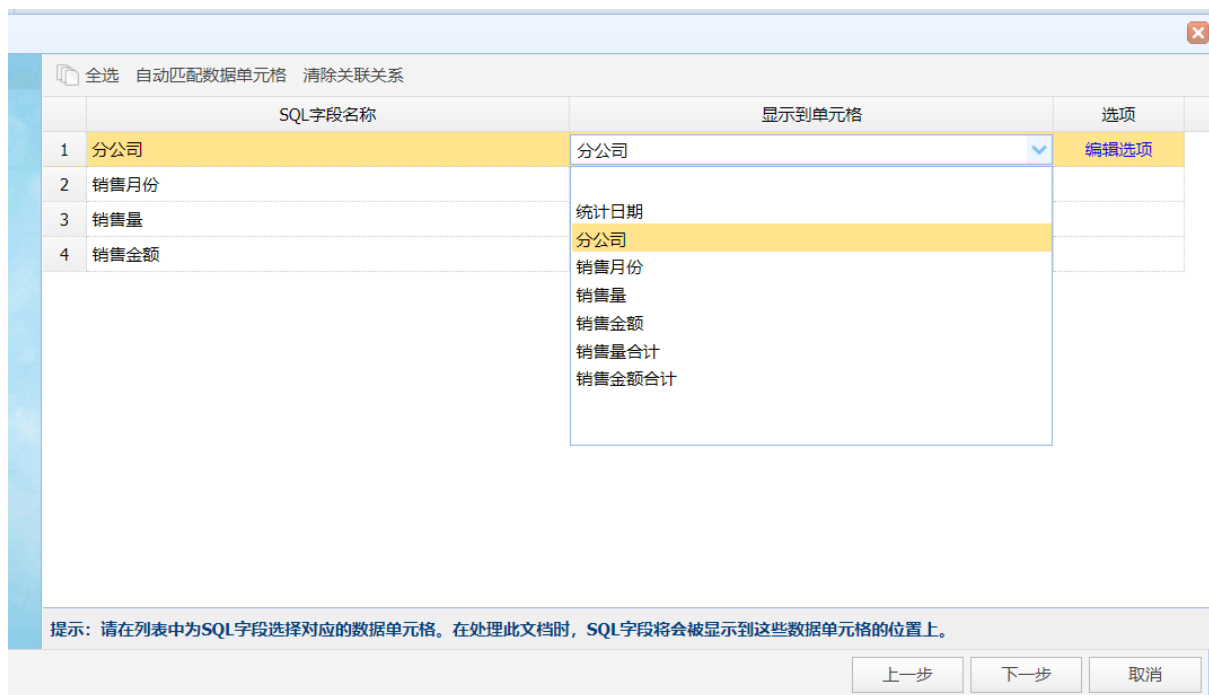 全选 自动匹配数据单元格 清除关联关系
SQL字段名称 显示到单元格 选项
1 分公司 分公司 编辑选项
2 销售月份
3 销售量
4 销售金额
统计日期
分公司
销售月份
销售量
销售金额
销售量合计
销售金额合计
提示：请在列表中为SQL字段选择对应的数据单元格。在处理此文档时，SQL字段将会被显示到这些数据单元格的位置上。
上一步 下一步 取消